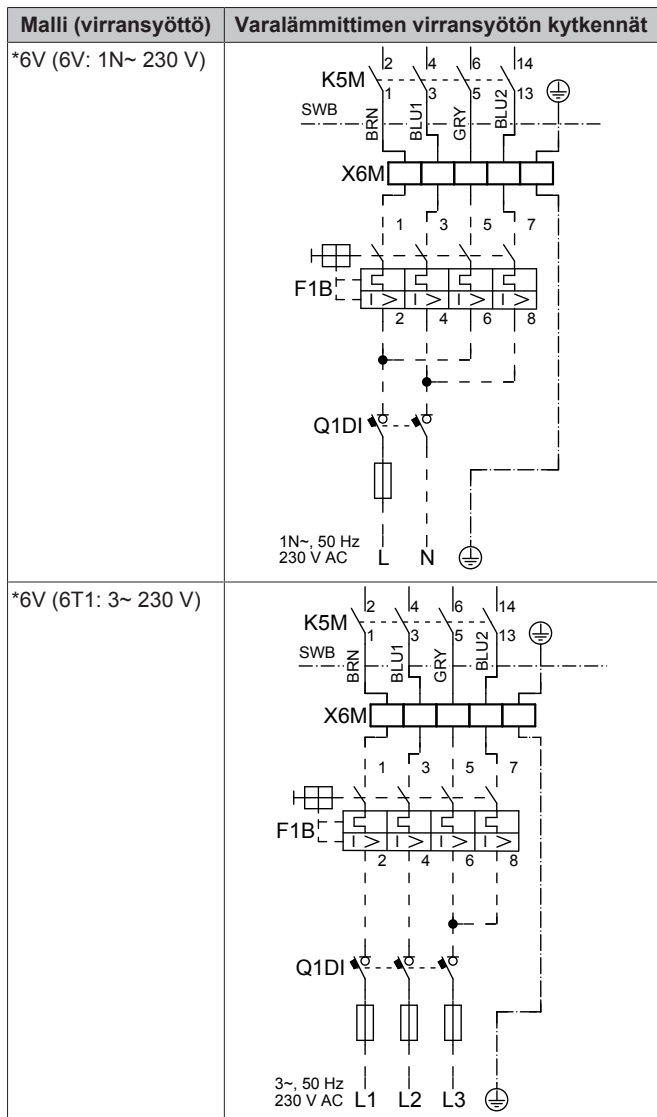 Malli (virransyöttö) Varalämmittimen virransyötön kytkennät
*6V (6V: 1N~ 230 V)
2 4 6 14
K5M
1 3 5 13
SWB
BRN BLU1 GRY BLU2
X6M
1 3 5 7
F1B
I > I > I > I >
2 4 6 8
Q1DI
1N~, 50 Hz
230 V AC L N
*6V (6T1: 3~ 230 V)
2 4 6 14
K5M
1 3 5 13
SWB
BRN BLU1 GRY BLU2
X6M
1 3 5 7
F1B
I > I > I > I >
2 4 6 8
Q1DI
3~, 50 Hz
230 V AC L1 L2 L3